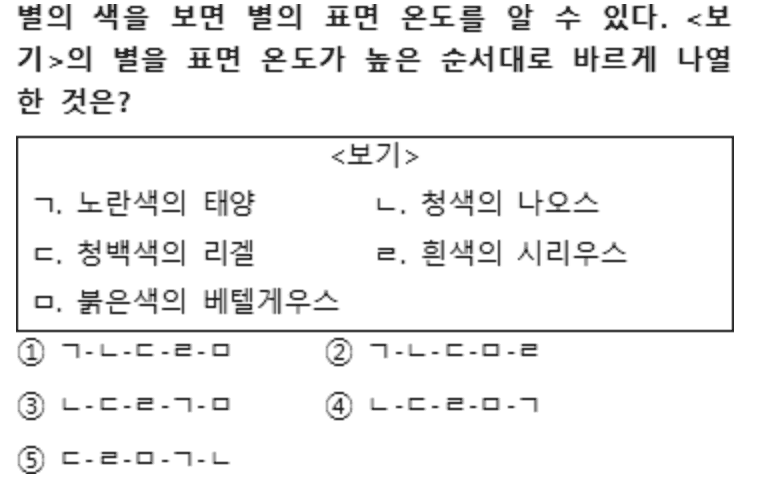 별의 색을 보면 별의 표면 온도를 알 수 있다. <보
기>의 별을 표면 온도가 높은 순서대로 바르게 나열
한 것은?
<보기>
ㄱ. 노란색의 태양 ㄴ. 청색의 나오스
ㄷ. 청백색의 리겔 ㄹ. 흰색의 시리우스
ㅁ. 붉은색의 베텔게우스
① ㄱ-ㄴ-ㄷ-ㄹ-ㅁ ② ㄱ-ㄴ-ㄷ-ㅁ-ㄹ
③ ㄴ-ㄷ-ㄹ-ㄱ-ㅁ ④ ㄴ-ㄷ-ㄹ-ㅁ-ㄱ
⑤ ㄷ-ㄹ-ㅁ-ㄱ-ㄴ